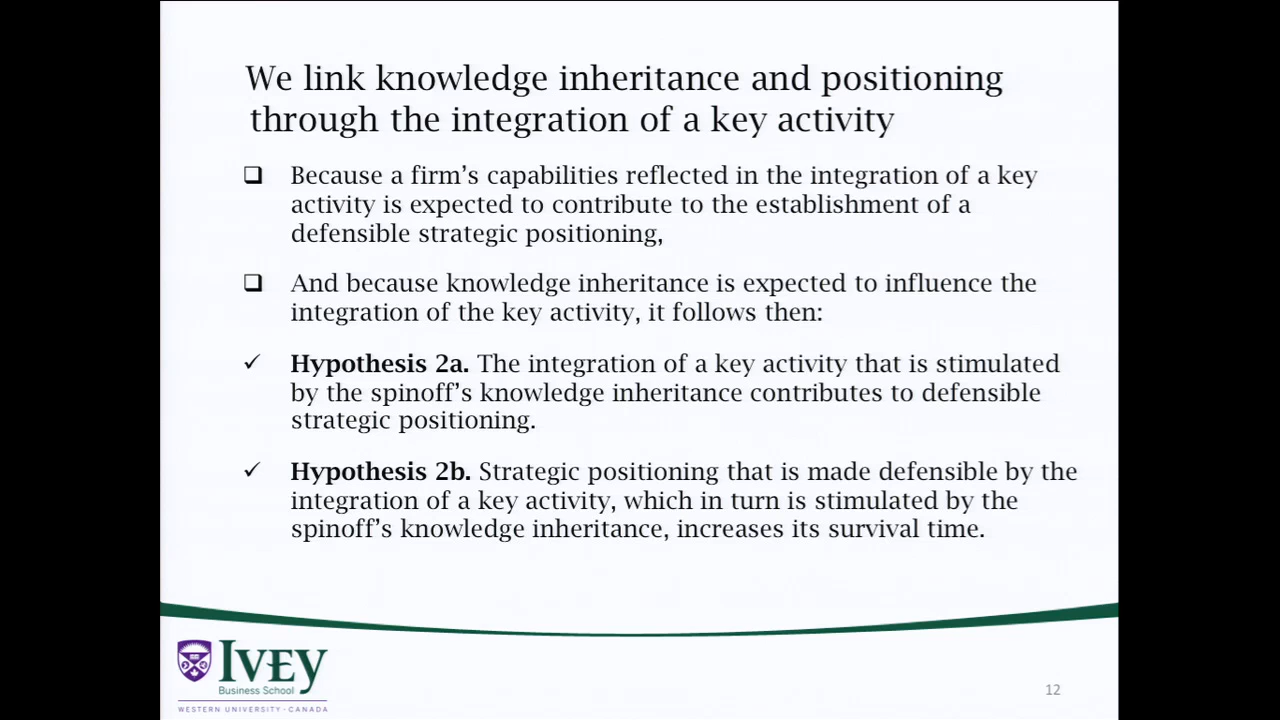 We link knowledge inheritance and positioning
through the integration of a key activity
Because a firm's capabilities reflected in the integration of a key
activity is expected to contribute to the establishment of a
defensible strategic positioning,
And because knowledge inheritance is expected to influence the
integration of the key activity, it follows then:
Hypothesis 2a. The integration of a key activity that is stimulated
by the spinoff's knowledge inheritance contributes to defensible
strategic positioning.
Hypothesis 2b. Strategic positioning that is made defensible by the
integration of a key activity, which in turn is stimulated by the
spinoff's knowledge inheritance, increases its survival time.
IVEY
Business School
WESTERN UNIVERSITY · CANADA
12